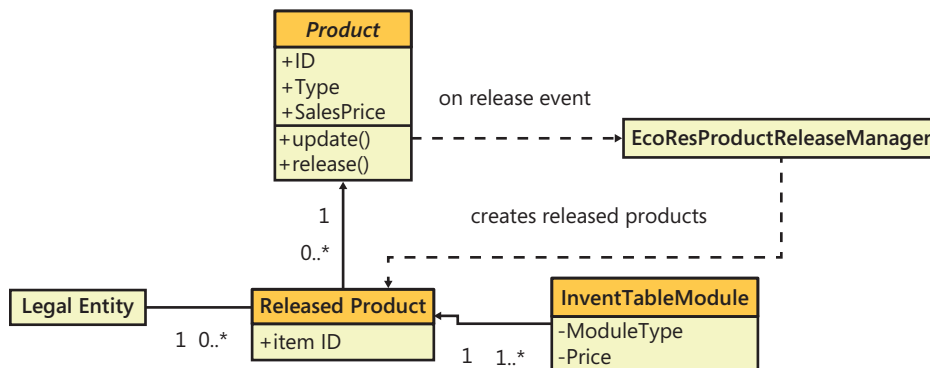 Product
+ID
+Type
+SalesPrice
+update()
+release()
on release event
EcoResProductReleaseManager
creates released products
1
0..*
Legal Entity
1 0..*
Released Product
+item ID
1 1..*
InventTableModule
-ModuleType
-Price